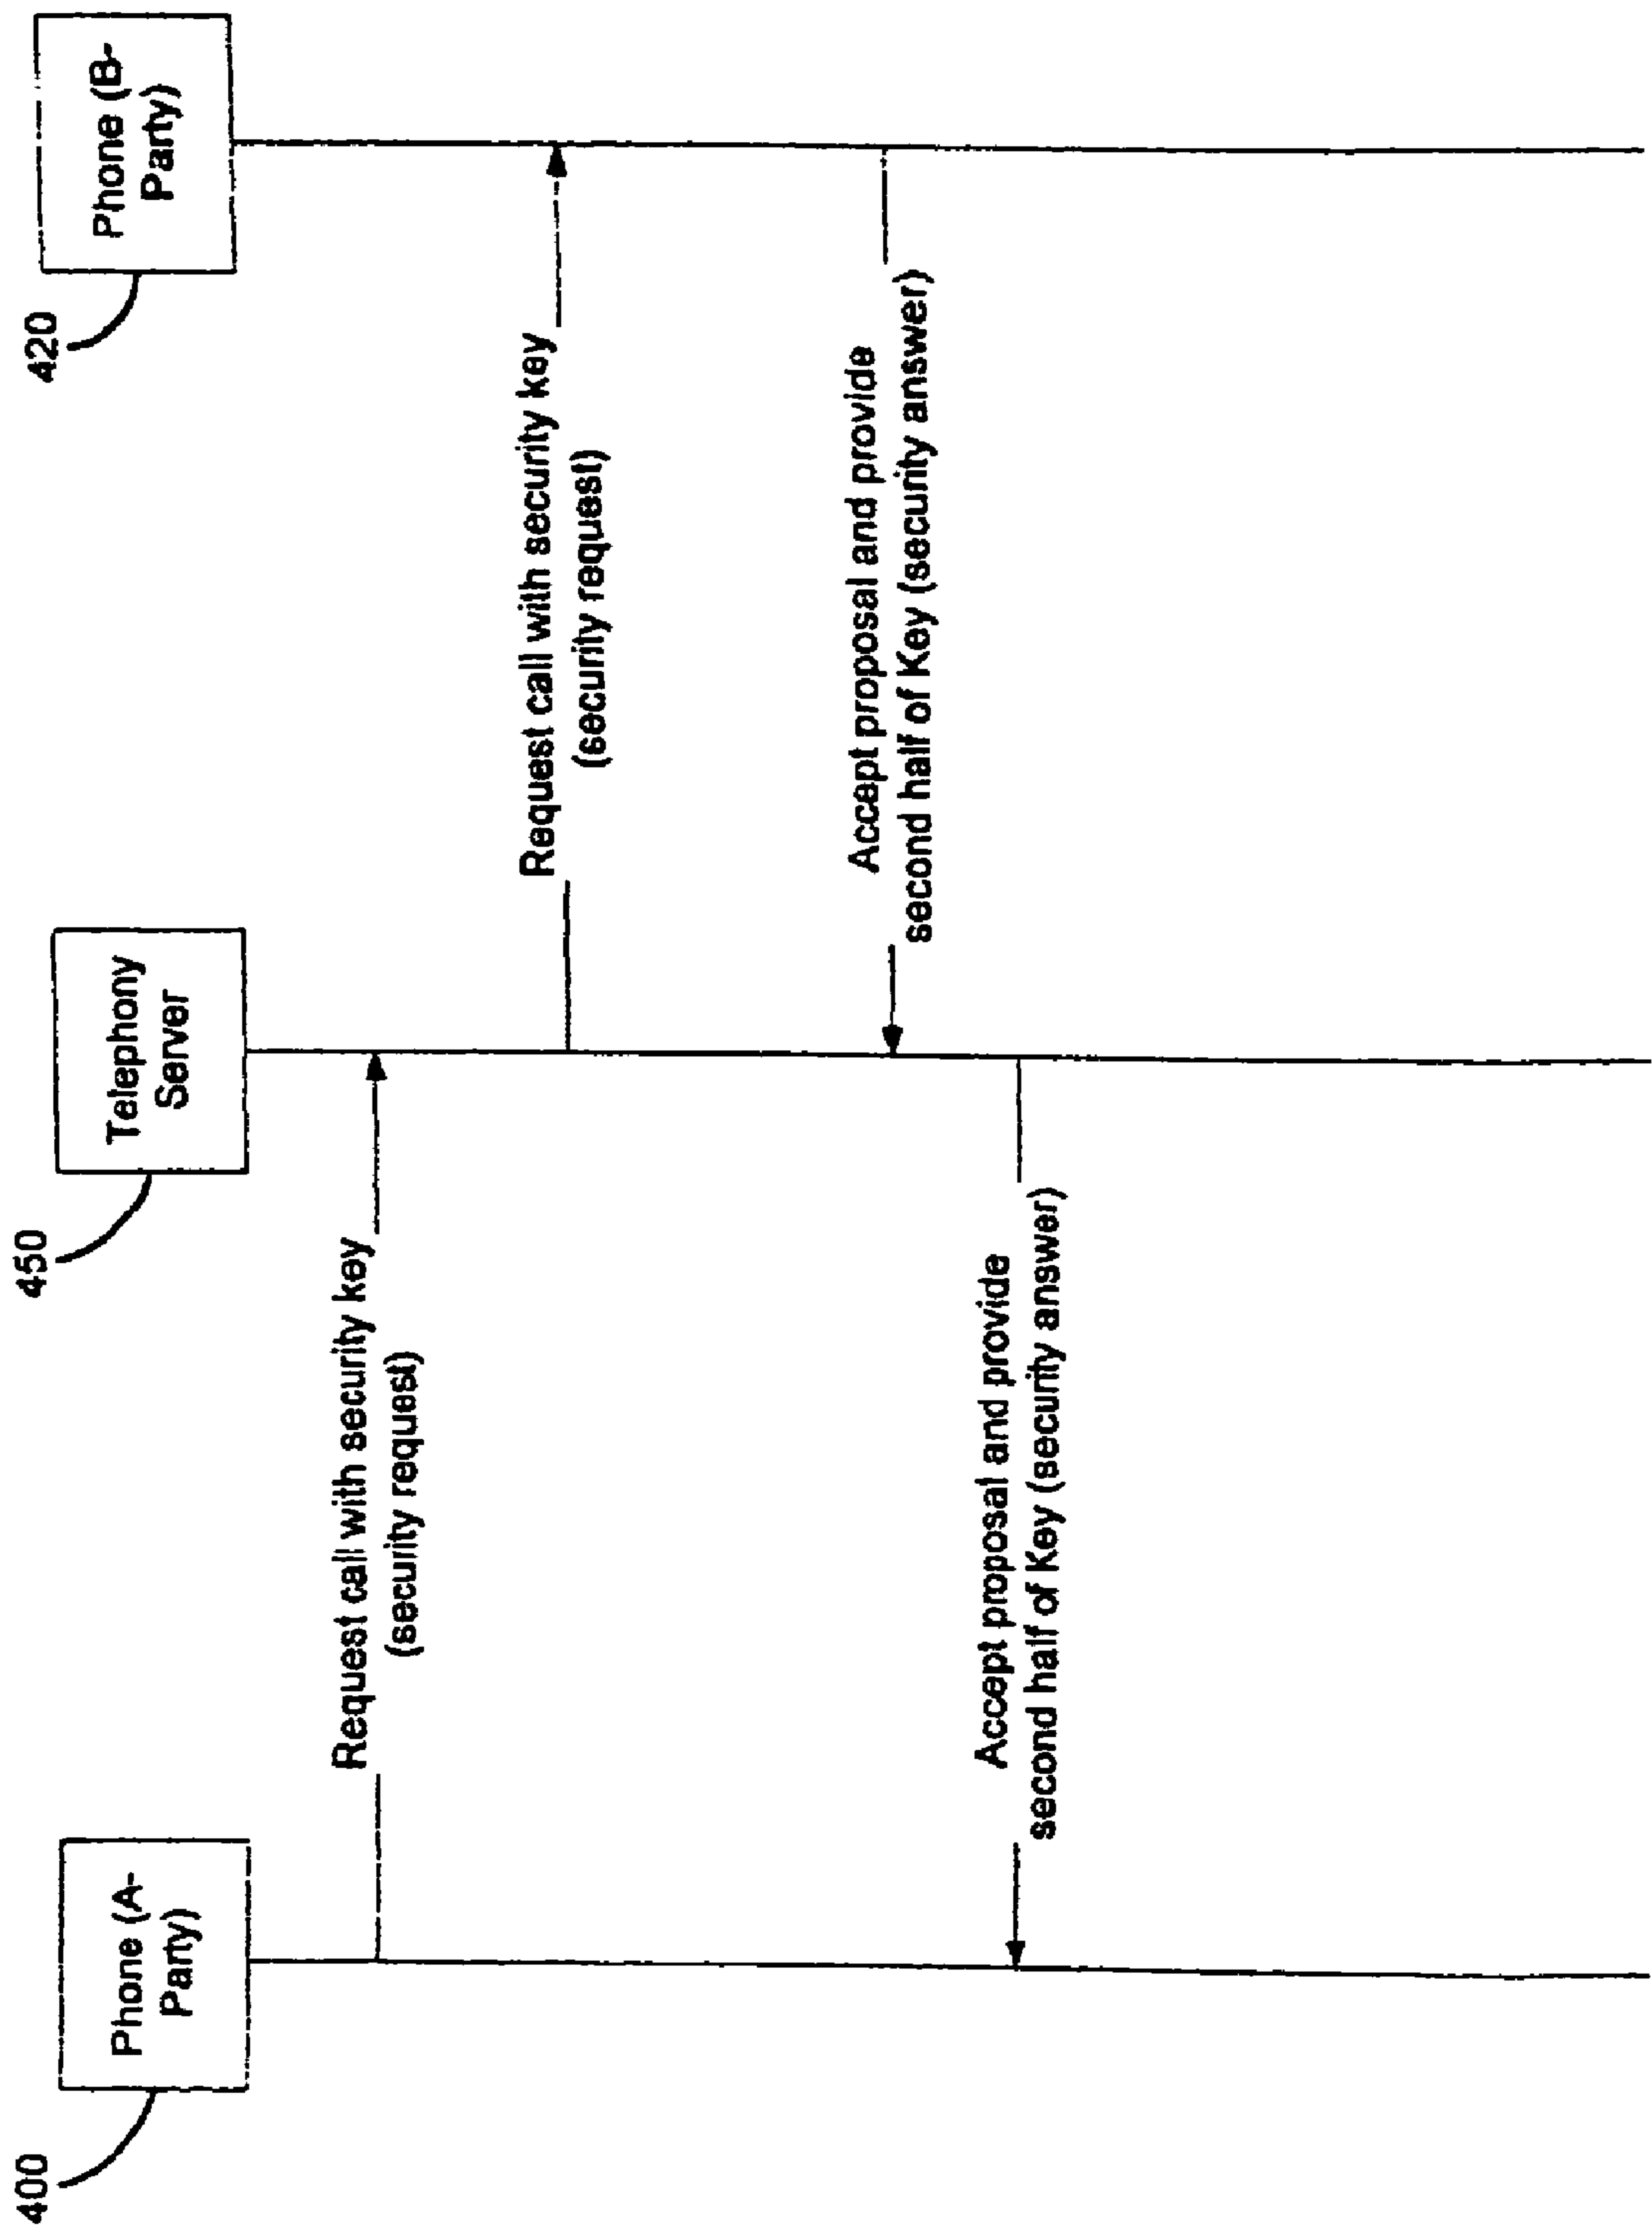 400
Phone (A-
Party)
450
Telephony
Server
420
Phone (B-
Party)
Request call with security key
(security request)
Request call with security key
(security request)
Accept proposal and provide
second half of Key (security answer)
Accept proposal and provide
second half of Key (security answer)